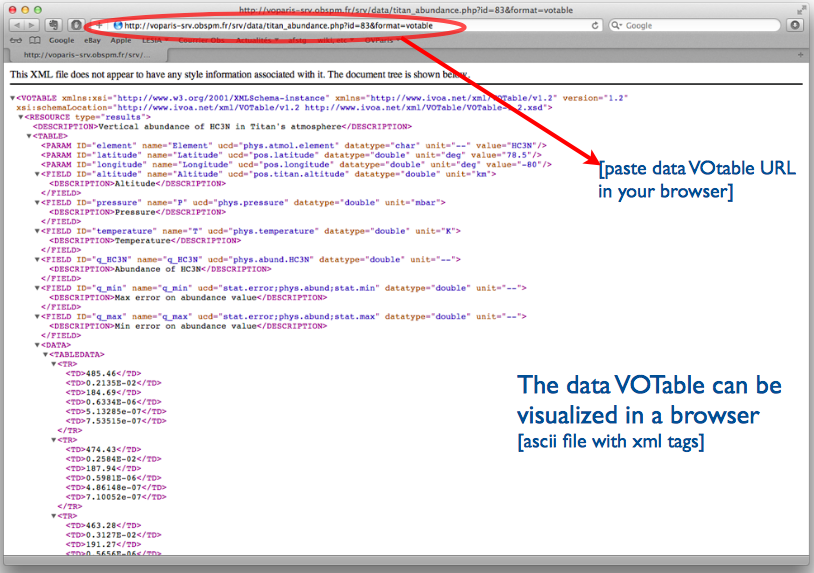 http://voparis-srv.obspm.fr/srv/data/titan_abundance.php?id=83&format=votable
http://voparis-srv.obspm.fr/srv/data/titan_abundance.php?id=83&format=votable
Google
Google eBay Apple LESIA Courrier Obs Actualités afstg wiki, etc OVParis
http://voparis-srv.obspm.fr/srv/...
This XML file does not appear to have any style information associated with it. The document tree is shown below.
▼<VOTABLE xmlns:xsi="http://www.w3.org/2001/XMLSchema-instance" xmlns="http://www.ivoa.net/xml/VOTable/v1.2" version="1.2"
xsi:schemaLocation="http://www.ivoa.net/xml/VOTable/v1.2 http://www.ivoa.net/xml/VOTable/VOTable-1.2.xsd">
▼<RESOURCE type="results">
<DESCRIPTION>Vertical abundance of HC3N in Titan's atmosphere</DESCRIPTION>
▼<TABLE>
<PARAM ID="element" name="Element" ucd="phys.atmol.element" datatype="char" unit="--" value="HC3N"/>
<PARAM ID="latitude" name="Latitude" ucd="pos.latitude" datatype="double" unit="deg" value="78.5"/>
<PARAM ID="longitude" name="Longitude" ucd="pos.longitude" datatype="double" unit="deg" value="-80"/>
▼<FIELD ID="altitude" name="Altitude" ucd="pos.titan.altitude" datatype="double" unit="km">
<DESCRIPTION>Altitude</DESCRIPTION>
</FIELD>
▼<FIELD ID="pressure" name="P" ucd="phys.pressure" datatype="double" unit="mbar">
<DESCRIPTION>Pressure</DESCRIPTION>
</FIELD>
▼<FIELD ID="temperature" name="T" ucd="phys.temperature" datatype="double" unit="K">
<DESCRIPTION>Temperature</DESCRIPTION>
</FIELD>
▼<FIELD ID="q_HC3N" name="q_HC3N" ucd="phys.abund.HC3N" datatype="double" unit="--">
<DESCRIPTION>Abundance of HC3N</DESCRIPTION>
</FIELD>
▼<FIELD ID="q_min" name="q_min" ucd="stat.error;phys.abund;stat.min" datatype="double" unit="--">
<DESCRIPTION>Max error on abundance value</DESCRIPTION>
</FIELD>
▼<FIELD ID="q_max" name="q_max" ucd="stat.error;phys.abund;stat.max" datatype="double" unit="--">
<DESCRIPTION>Min error on abundance value</DESCRIPTION>
</FIELD>
▼<DATA>
▼<TABLEDATA>
▼<TR>
<TD>485.46</TD>
<TD>0.2135E-02</TD>
<TD>184.69</TD>
<TD>0.6334E-06</TD>
<TD>5.13285e-07</TD>
<TD>7.53515e-07</TD>
</TR>
▼<TR>
<TD>474.43</TD>
<TD>0.2584E-02</TD>
<TD>187.94</TD>
<TD>0.5981E-06</TD>
<TD>4.86148e-07</TD>
<TD>7.10052e-07</TD>
</TR>
▼<TR>
<TD>463.28</TD>
<TD>0.3127E-02</TD>
<TD>191.27</TD>
<TD>0.5656E-06</TD>
[paste data VOtable URL
in your browser]
The data VOTable can be
visualized in a browser
[ascii file with xml tags]